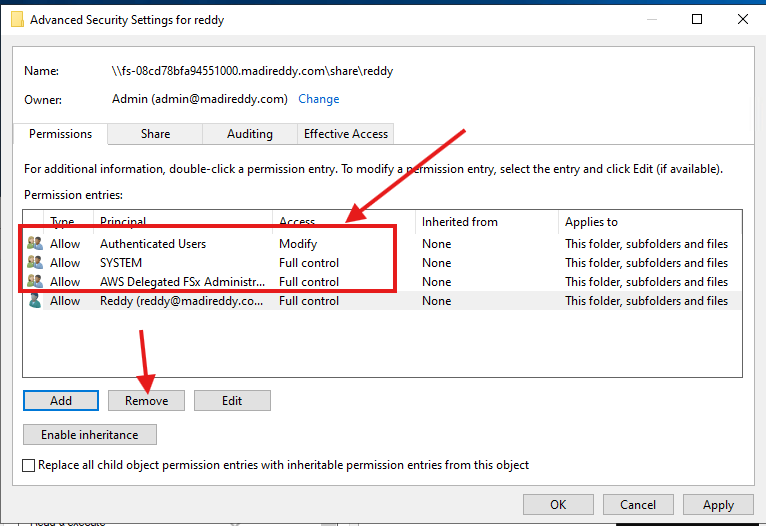 Advanced Security Settings for reddy
Name: \\fs-08cd78bfa94551000.madireddy.com\share\reddy
Owner: Admin (admin@madireddy.com) Change
Permissions Share Auditing Effective Access
For additional information, double-click a permission entry. To modify a permission entry, select the entry and click Edit (if available).
Permission entries:
Type Principal Access Inherited from Applies to
Allow Authenticated Users Modify None This folder, subfolders and files
Allow SYSTEM Full control None This folder, subfolders and files
Allow AWS Delegated FSx Administr... Full control None This folder, subfolders and files
Allow Reddy (reddy@madireddy.co... Full control None This folder, subfolders and files
Add Remove Edit
Enable inheritance
Replace all child object permission entries with inheritable permission entries from this object
OK Cancel Apply